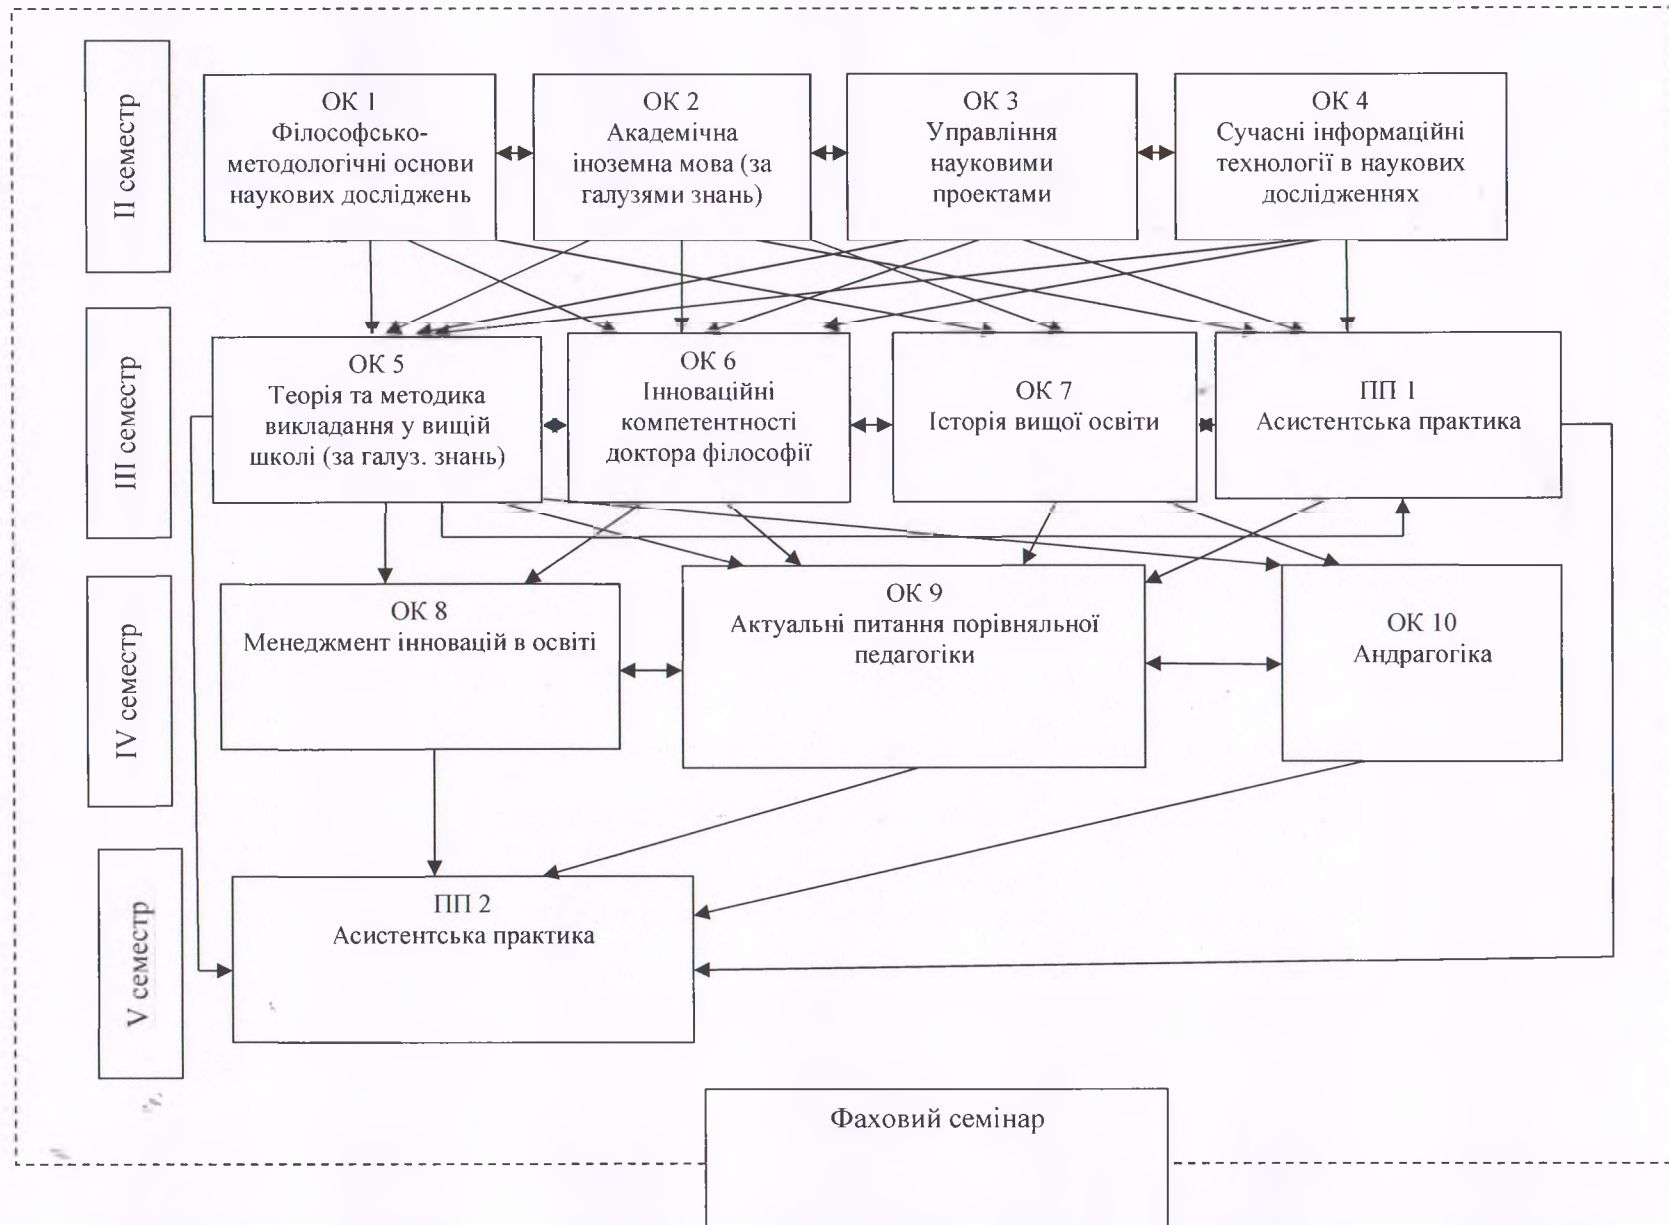 II семестр
ОК 1
Філософсько-
методологічні основи
наукових досліджень
ОК 2
Академічна
іноземна мова (за
галузями знань)
ОК 3
Управління
науковими
проектами
ОК 4
Сучасні інформаційні
технології в наукових
дослідженнях
III семестр
ОК 5
Теорія та методика
викладання у вищій
школі (за галуз. знань)
ОК 6
Інноваційні
компетентності
доктора філософії
ОК 7
Історія вищої освіти
ПП 1
Асистентська практика
IV семестр
ОК 8
Менеджмент інновацій в освіті
ОК 9
Актуальні питання порівняльної
педагогіки
ОК 10
Андрагогіка
V семестр
ПП 2
Асистентська практика
Фаховий семінар